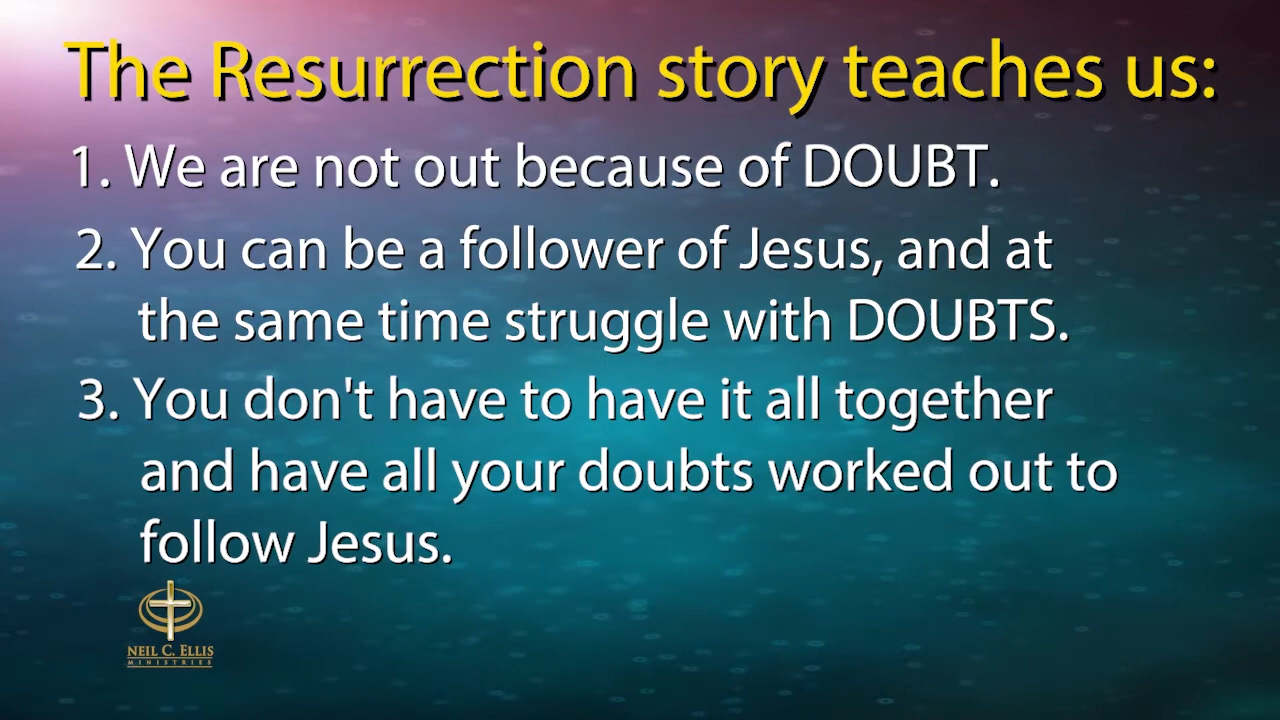 The Resurrection story teaches us:
1. We are not out because of DOUBT.
2. You can be a follower of Jesus, and at
the same time struggle with DOUBTS.
3. You don't have to have it all together
and have all your doubts worked out to
follow Jesus.
NEIL C. ELLIS
MINISTRIES